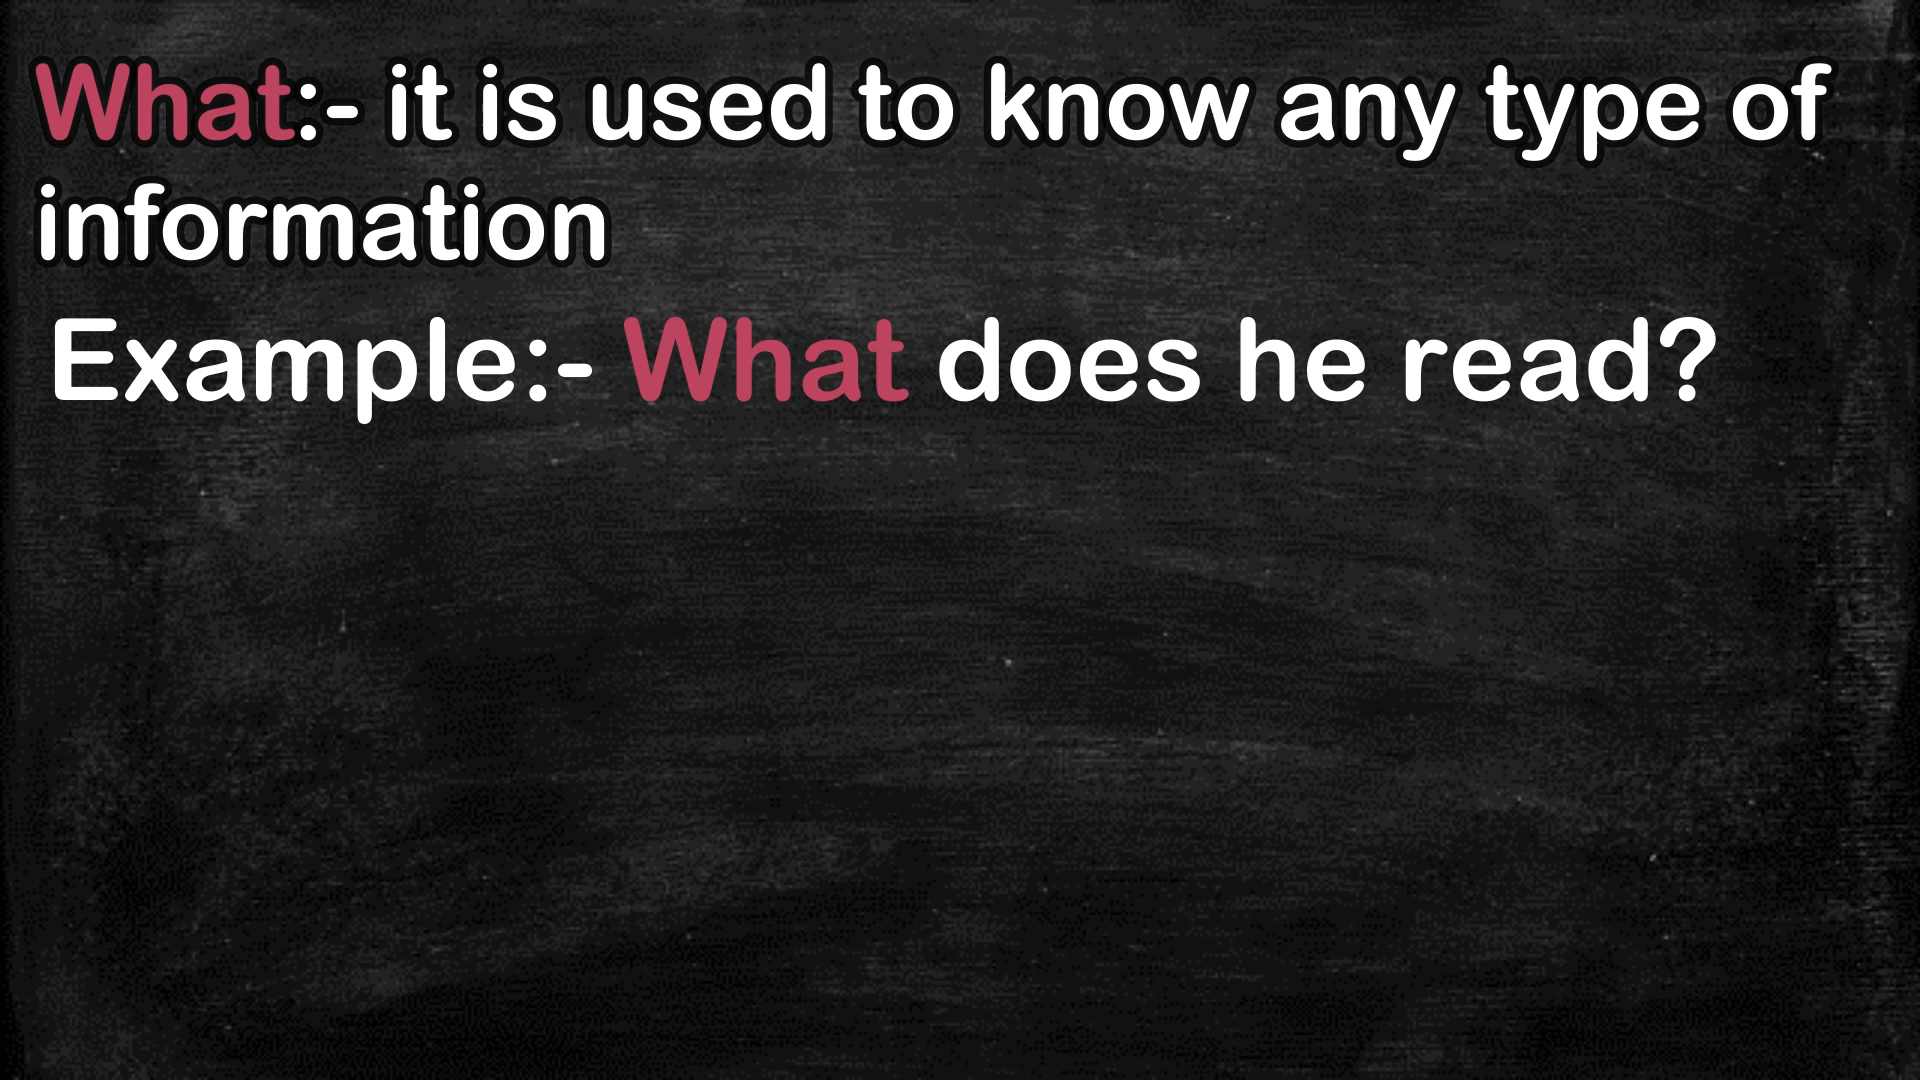 What:- it is used to know any type of
information
Example:- What does he read?